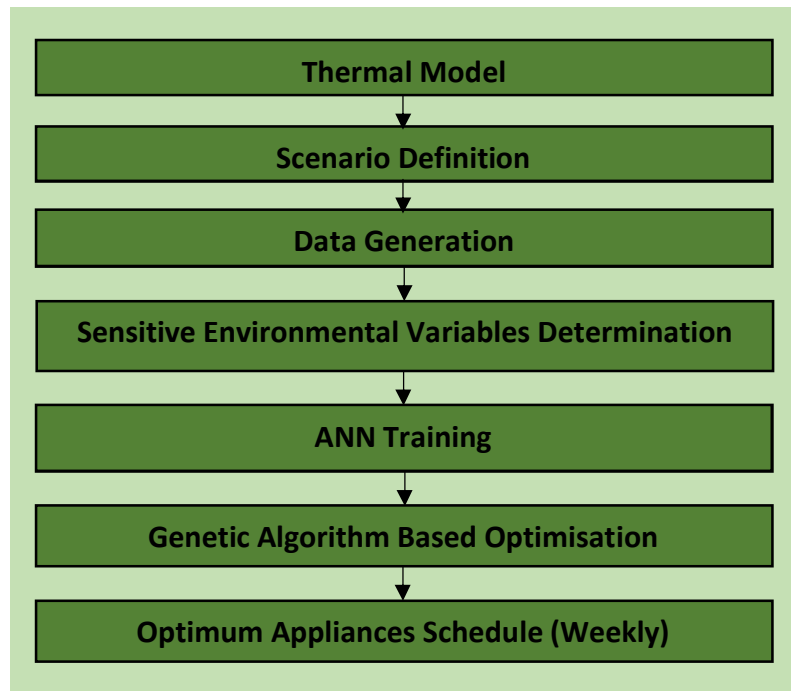 Thermal Model
Scenario Definition
Data Generation
Sensitive Environmental Variables Determination
ANN Training
Genetic Algorithm Based Optimisation
Optimum Appliances Schedule (Weekly)